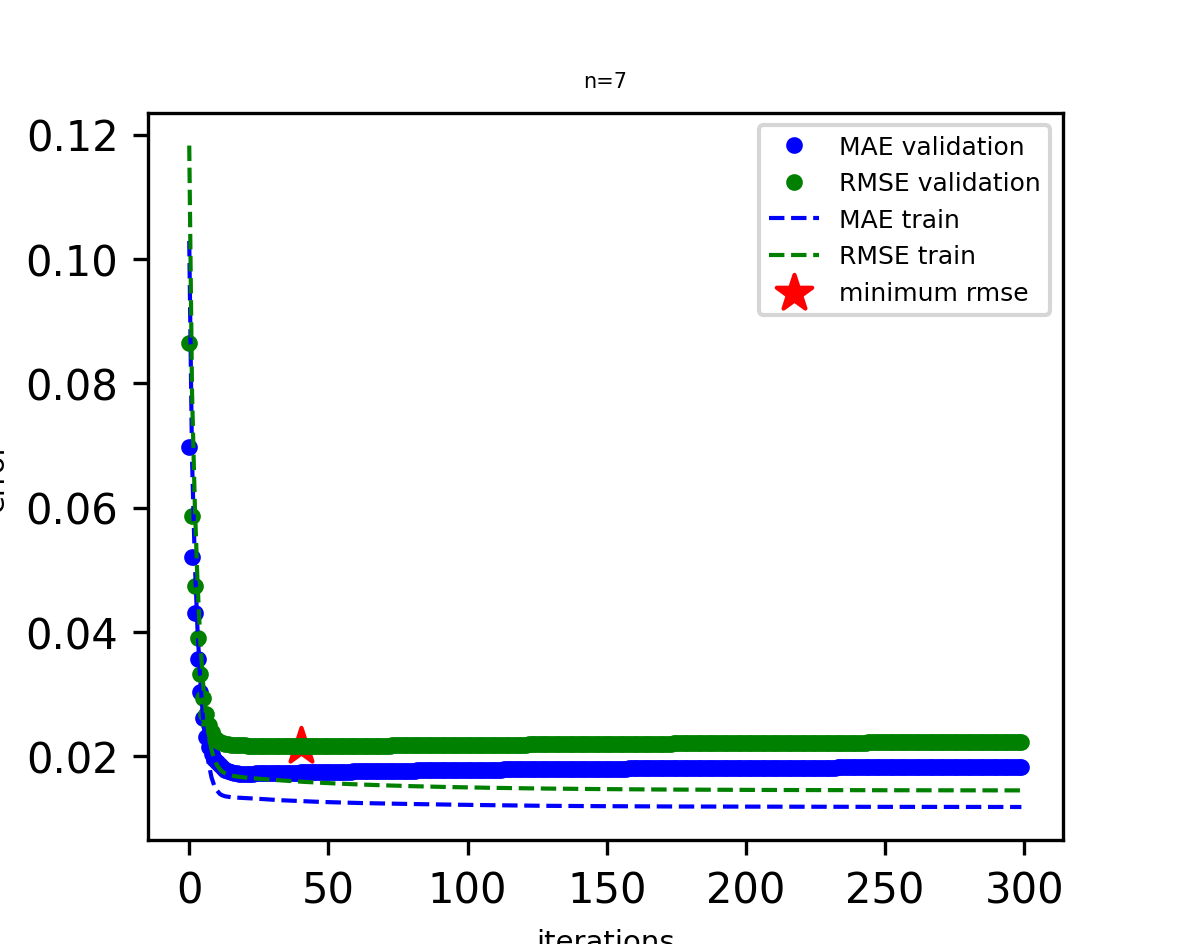 n=7
0.12
0.10
0.08
0.06
0.04
0.02
0
50
100
150
200
250
300
iterations
MAE validation
RMSE validation
MAE train
RMSE train
minimum rmse